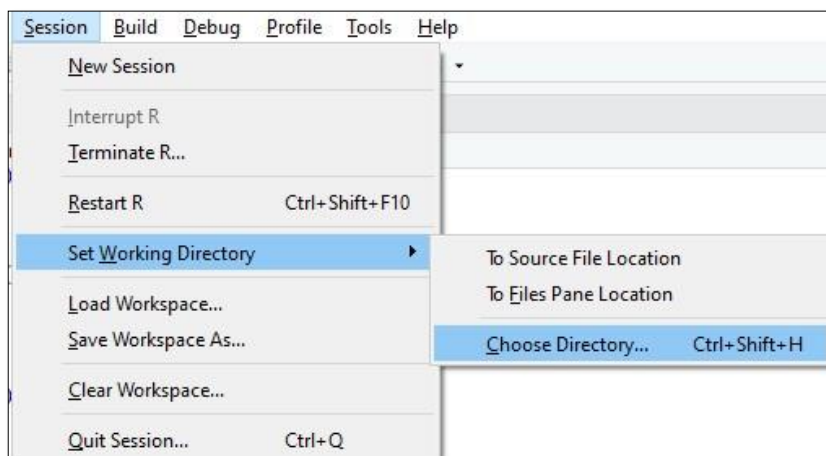 Session Build Debug Profile Tools Help
New Session
Interrupt R
Terminate R...
Restart R Ctrl+Shift+F10
Set Working Directory
To Source File Location
To Files Pane Location
Choose Directory... Ctrl+Shift+H
Load Workspace...
Save Workspace As...
Clear Workspace...
Quit Session... Ctrl+Q